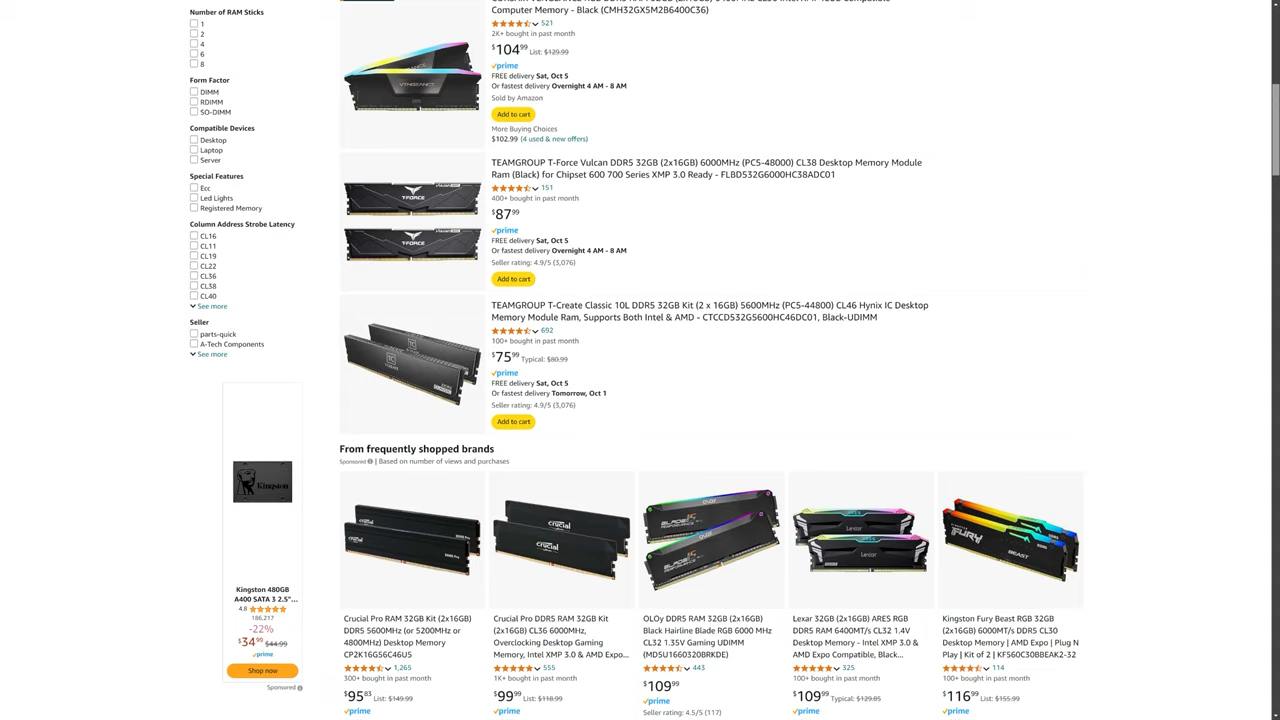 Number of RAM Sticks
1
2
4
6
8
Form Factor
DIMM
RDIMM
SO-DIMM
Compatible Devices
Desktop
Laptop
Server
Special Features
Ecc
Led Lights
Registered Memory
Column Address Strobe Latency
CL16
CL11
CL19
CL22
CL36
CL38
CL40
See more
Seller
parts-quick
A-Tech Components
See more
Kingston
Kingston 480GB
A400 SATA 3 2.5"...
4.8
186,217
-22%
$34.99 $44.99
prime
Shop now
Sponsored
Computer Memory - Black (CMH32GX5M2B6400C36)
521
2K+ bought in past month
$104.99 List: $129.99
prime
FREE delivery Sat, Oct 5
Or fastest delivery Overnight 4 AM - 8 AM
Sold by Amazon
Add to cart
More Buying Choices
$102.99 (4 used & new offers)
VENGEANCE
TEAMGROUP T-Force Vulcan DDR5 32GB (2x16GB) 6000MHz (PC5-48000) CL38 Desktop Memory Module
Ram (Black) for Chipset 600 700 Series XMP 3.0 Ready - FLBD532G6000HC38ADC01
151
400+ bought in past month
$87.99
prime
FREE delivery Sat, Oct 5
Or fastest delivery Overnight 4 AM - 8 AM
Seller rating: 4.9/5 (3,076)
Add to cart
T-FORCE
T-FORCE
TEAMGROUP T-Create Classic 10L DDR5 32GB Kit (2 x 16GB) 5600MHz (PC5-44800) CL46 Hynix IC Desktop
Memory Module Ram, Supports Both Intel & AMD - CTCCD532G5600HC46DC01, Black-UDIMM
692
100+ bought in past month
$75.99 Typical: $80.99
prime
FREE delivery Sat, Oct 5
Or fastest delivery Tomorrow, Oct 1
Seller rating: 4.9/5 (3,076)
Add to cart
From frequently shopped brands
Sponsored | Based on number of views and purchases
crucial
crucial
Crucial Pro RAM 32GB Kit (2x16GB)
DDR5 5600MHz (or 5200MHz or
4800MHz) Desktop Memory
CP2K16G56C46U5
1,265
300+ bought in past month
$95.83 List: $149.99
prime
crucial
crucial
Crucial Pro DDR5 RAM 32GB Kit
(2x16GB) CL36 6000MHz,
Overclocking Desktop Gaming
Memory, Intel XMP 3.0 & AMD Expo...
555
1K+ bought in past month
$99.99 List: $118.99
prime
OLOy
BLADE
OLOy
BLADE
OLOy DDR5 RAM 32GB (2x16GB)
Black Hairline Blade RGB 6000 MHz
CL32 1.35V Gaming UDIMM
(MD5U1660320BRKDE)
443
$109.99
prime
Seller rating: 4.5/5 (117)
ARES
Lexar
Lexar
Lexar 32GB (2x16GB) ARES RGB
DDR5 RAM 6400MT/s CL32 1.4V
Desktop Memory - Intel XMP 3.0 &
AMD Expo Compatible, Black...
325
100+ bought in past month
$109.99 Typical: $129.85
prime
FURY
BEAST
Kingston Fury Beast RGB 32GB
(2x16GB) 6000MT/s DDR5 CL30
Desktop Memory | AMD Expo | Plug N
Play | Kit of 2 | KF560C30BBEAK2-32
114
100+ bought in past month
$116.99 List: $155.99
prime